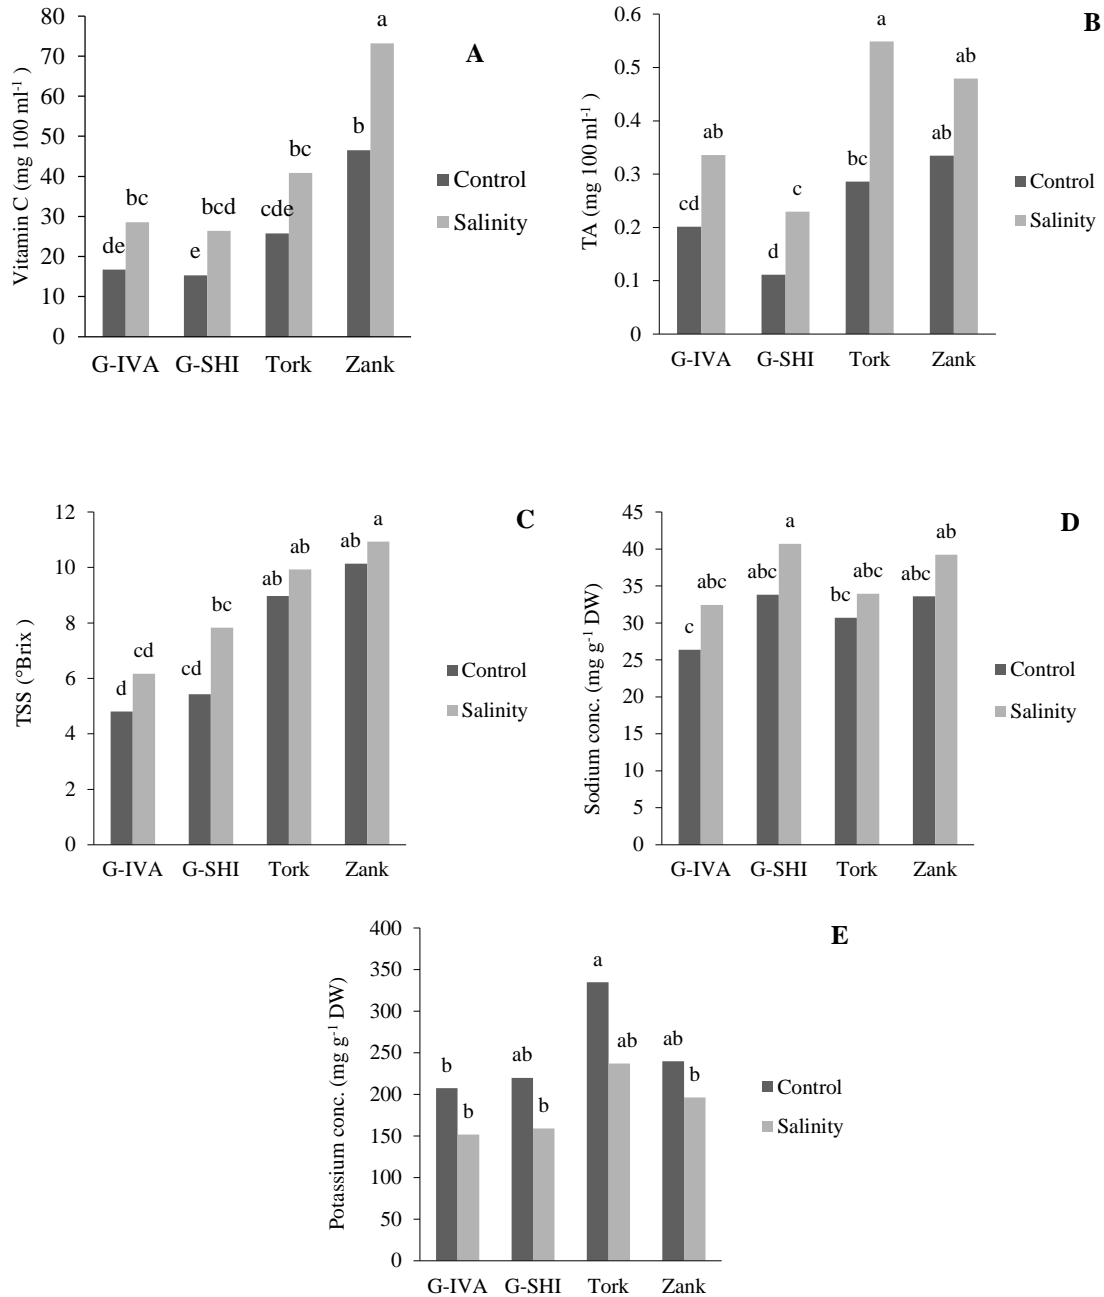 A
Vitamin C (mg 100 ml⁻¹ )
80
70
60
50
40
30
20
10
0
de
bc
e
bcd
cde
bc
b
a
G-IVA G-SHI Tork Zank
Control
Salinity
B
TA (mg 100 ml⁻¹ )
0.6
0.5
0.4
0.3
0.2
0.1
0
cd
ab
d
c
bc
a
ab
ab
G-IVA G-SHI Tork Zank
Control
Salinity
C
TSS (°Brix )
12
10
8
6
4
2
0
d
cd
cd
bc
ab
ab
ab
a
G-IVA G-SHI Tork Zank
Control
Salinity
D
Sodium conc. (mg g⁻¹ DW)
45
40
35
30
25
20
15
10
5
0
c
abc
abc
a
bc
abc
abc
ab
G-IVA G-SHI Tork Zank
Control
Salinity
E
Potassium conc. (mg g⁻¹ DW)
400
350
300
250
200
150
100
50
0
b
b
ab
b
a
ab
ab
b
G-IVA G-SHI Tork Zank
Control
Salinity